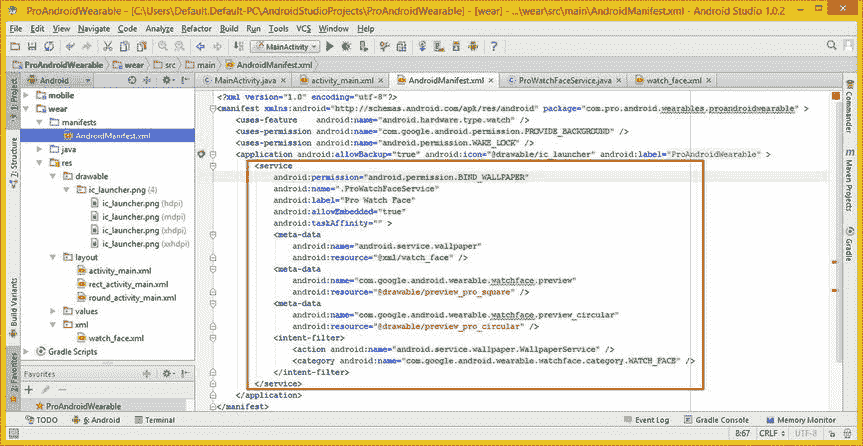 ProAndroidWearable - [C:\Users\Default.Default-PC\AndroidStudioProjects\ProAndroidWearable] - [wear] - ...\wear\src\main\AndroidManifest.xml - Android Studio 1.0.2
File Edit View Navigate Code Analyze Refactor Build Run Tools VCS Window Help
MainActivity
ProAndroidWearable wear src main AndroidManifest.xml
Android
MainActivity.java × activity_main.xml × AndroidManifest.xml × ProWatchFaceService.java × watch_face.xml ×
1: Project
7: Structure
Build Variants
2: Favorites
mobile
wear
manifests
AndroidManifest.xml
java
res
drawable
ic_launcher.png (4)
ic_launcher.png (hdpi)
ic_launcher.png (mdpi)
ic_launcher.png (xhdpi)
ic_launcher.png (xxhdpi)
layout
activity_main.xml
rect_activity_main.xml
round_activity_main.xml
values
xml
watch_face.xml
Gradle Scripts
Favorites
ProAndroidWearable
<?xml version="1.0" encoding="utf-8"?>
<manifest xmlns:android="http://schemas.android.com/apk/res/android" package="com.pro.android.wearables.proandroidwearable" >
<uses-feature android:name="android.hardware.type.watch" />
<uses-permission android:name="com.google.android.permission.PROVIDE_BACKGROUND" />
<uses-permission android:name="android.permission.WAKE_LOCK" />
<application android:allowBackup="true" android:icon="@drawable/ic_launcher" android:label="ProAndroidWearable" >
<service
android:permission="android.permission.BIND_WALLPAPER"
android:name=".ProWatchFaceService"
android:label="Pro Watch Face"
android:allowEmbedded="true"
android:taskAffinity="" >
<meta-data
android:name="android.service.wallpaper"
android:resource="@xml/watch_face" />
<meta-data
android:name="com.google.android.wearable.watchface.preview"
android:resource="@drawable/preview_pro_square" />
<meta-data
android:name="com.google.android.wearable.watchface.preview_circular"
android:resource="@drawable/preview_pro_circular" />
<intent-filter>
<action android:name="android.service.wallpaper.WallpaperService" />
<category android:name="com.google.android.wearable.watchface.category.WATCH_FACE" />
</intent-filter>
</service>
</application>
</manifest>
Commander
Maven Projects
Gradle
TODO 6: Android Terminal Event Log Gradle Console Memory Monitor
8:67 CRLF UTF-8